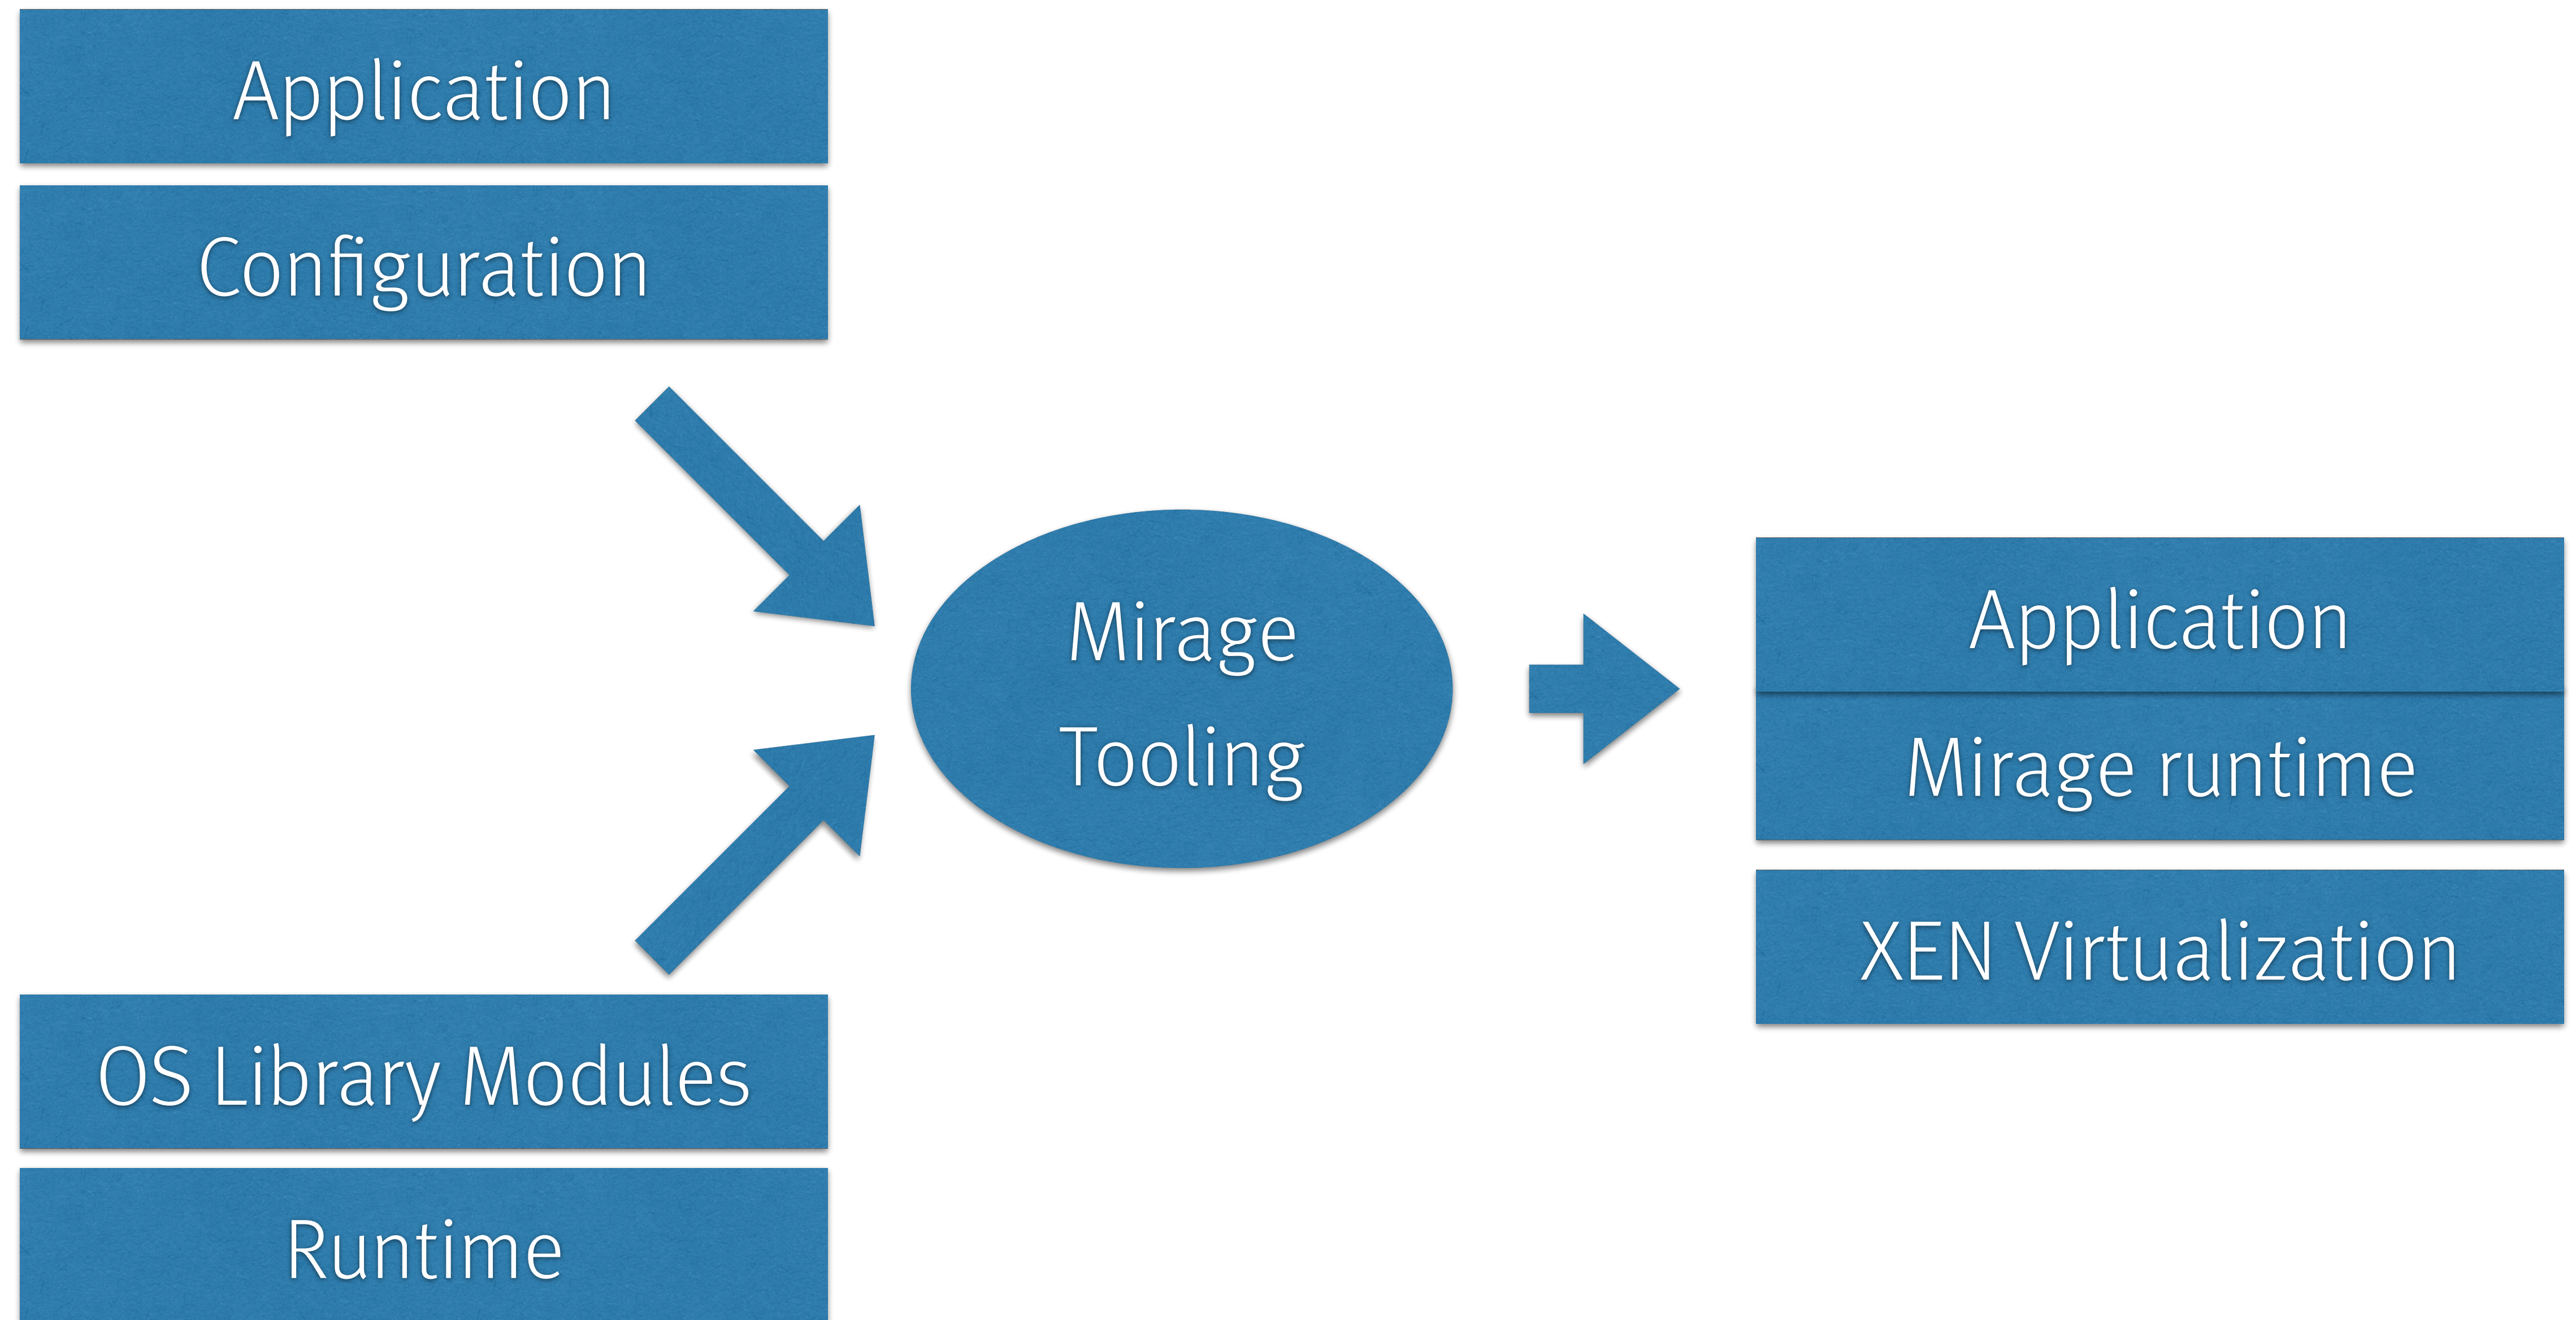 Application
Configuration
OS Library Modules
Runtime
Mirage
Tooling
Application
Mirage runtime
XEN Virtualization